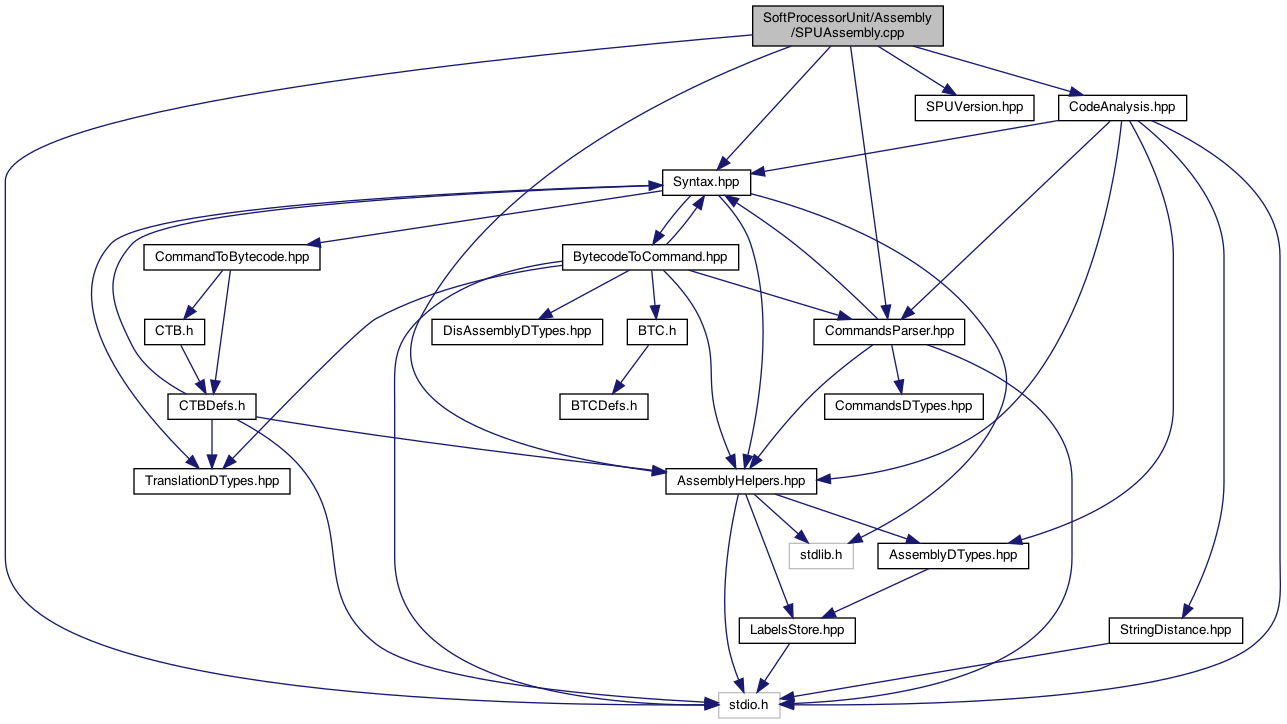 SoftProcessorUnit/Assembly
/SPUAssembly.cpp
SPUVersion.hpp
CodeAnalysis.hpp
Syntax.hpp
CommandToBytecode.hpp
BytecodeToCommand.hpp
CTB.h
DisAssemblyDTypes.hpp
BTC.h
CommandsParser.hpp
CTBDefs.h
BTCDefs.h
CommandsDTypes.hpp
TranslationDTypes.hpp
AssemblyHelpers.hpp
stdlib.h
AssemblyDTypes.hpp
LabelsStore.hpp
StringDistance.hpp
stdio.h